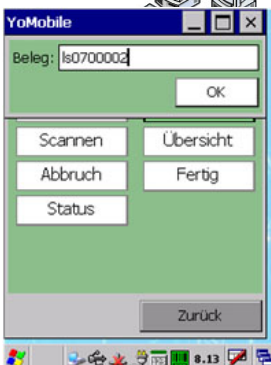 YoMobile
Beleg: ls0700002
OK
Scannen Übersicht
Abbruch Fertig
Status
Zurück
8.13